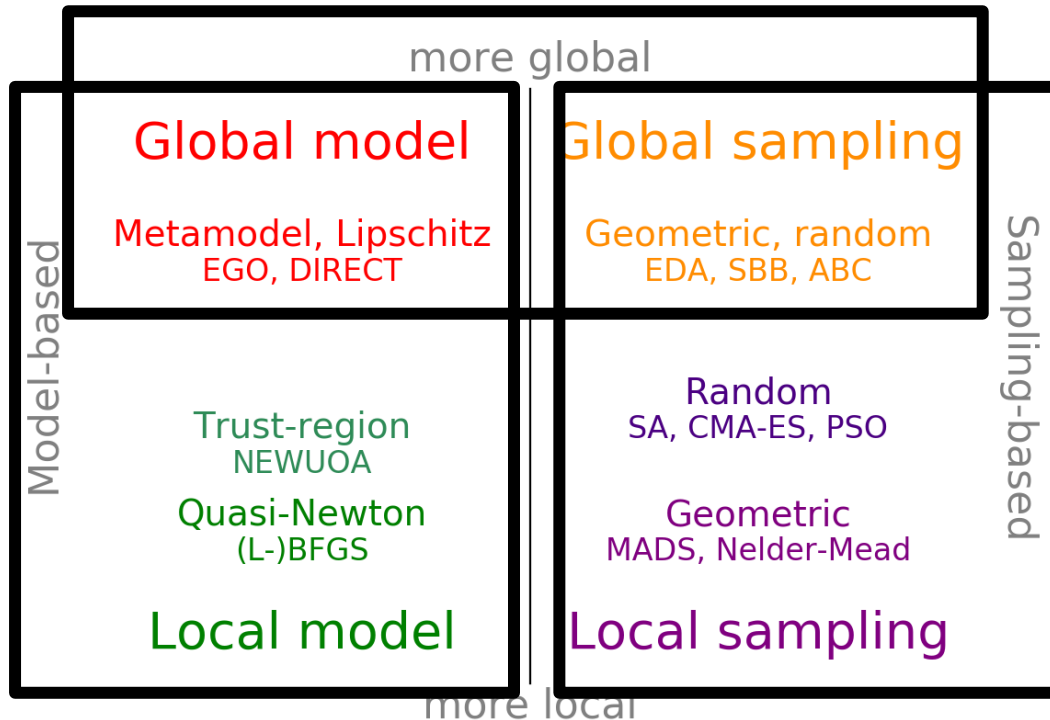 more global
Global model
Global sampling
Metamodel, Lipschitz
EGO, DIRECT
Geometric, random
EDA, SBB, ABC
Model-based
Sampling-based
Trust-region
NEWUOA
Random
SA, CMA-ES, PSO
Quasi-Newton
(L-)BFGS
Geometric
MADS, Nelder-Mead
Local model
Local sampling
more local